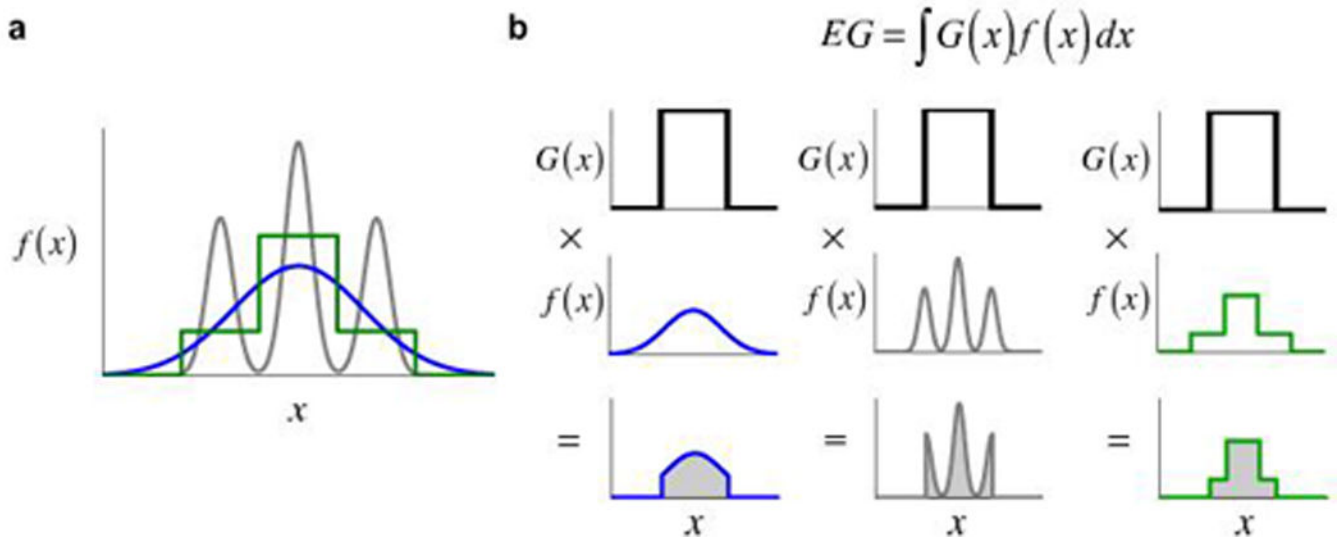 a
b
EG = ∫G(x)f(x)dx
f(x)
x
G(x)
G(x)
G(x)
×
×
×
f(x)
f(x)
f(x)
=
=
=
x
x
x